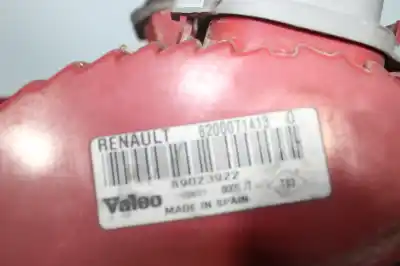 RENAULT 8200071413
89023922
Valeo
MADE IN SPAIN